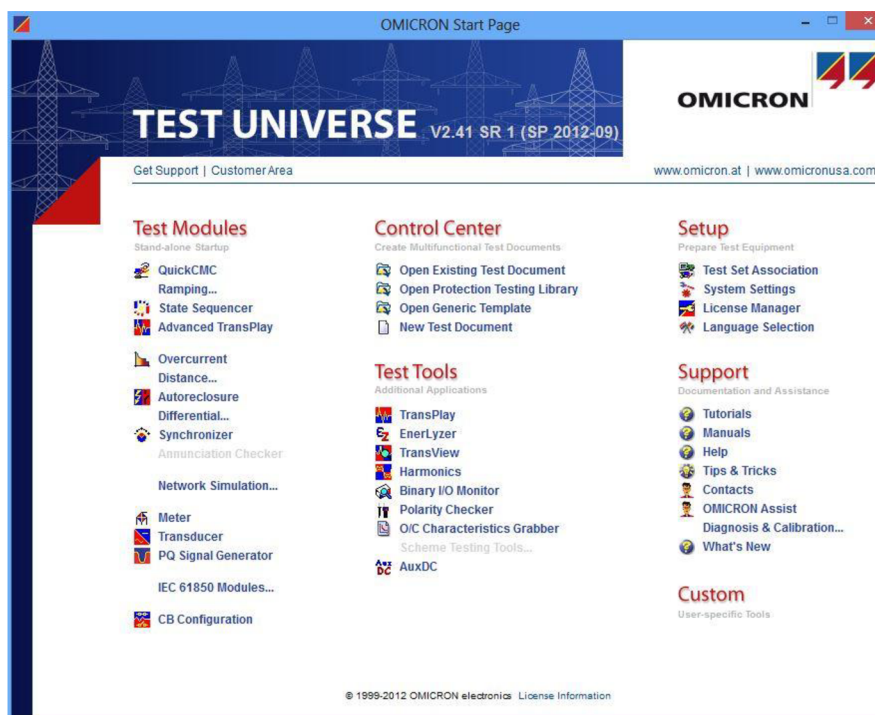 OMICRON Start Page
TEST UNIVERSE V2.41 SR 1 (SP 2012-09)
OMICRON
Get Support | Customer Area
www.omicron.at | www.omicronusa.com
Test Modules
Stand-alone Startup
QuickCMC
Ramping...
State Sequencer
Advanced TransPlay
Overcurrent
Distance...
Autoreclosure
Differential...
Synchronizer
Annunciation Checker
Network Simulation...
Meter
Transducer
PQ Signal Generator
IEC 61850 Modules...
CB Configuration
Control Center
Create Multifunctional Test Documents
Open Existing Test Document
Open Protection Testing Library
Open Generic Template
New Test Document
Test Tools
Additional Applications
TransPlay
EnerLyzer
TransView
Harmonics
Binary I/O Monitor
Polarity Checker
O/C Characteristics Grabber
Scheme Testing Tools...
AuxDC
Setup
Prepare Test Equipment
Test Set Association
System Settings
License Manager
Language Selection
Support
Documentation and Assistance
Tutorials
Manuals
Help
Tips & Tricks
Contacts
OMICRON Assist
Diagnosis & Calibration...
What's New
Custom
User-specific Tools
© 1999-2012 OMICRON electronics License Information